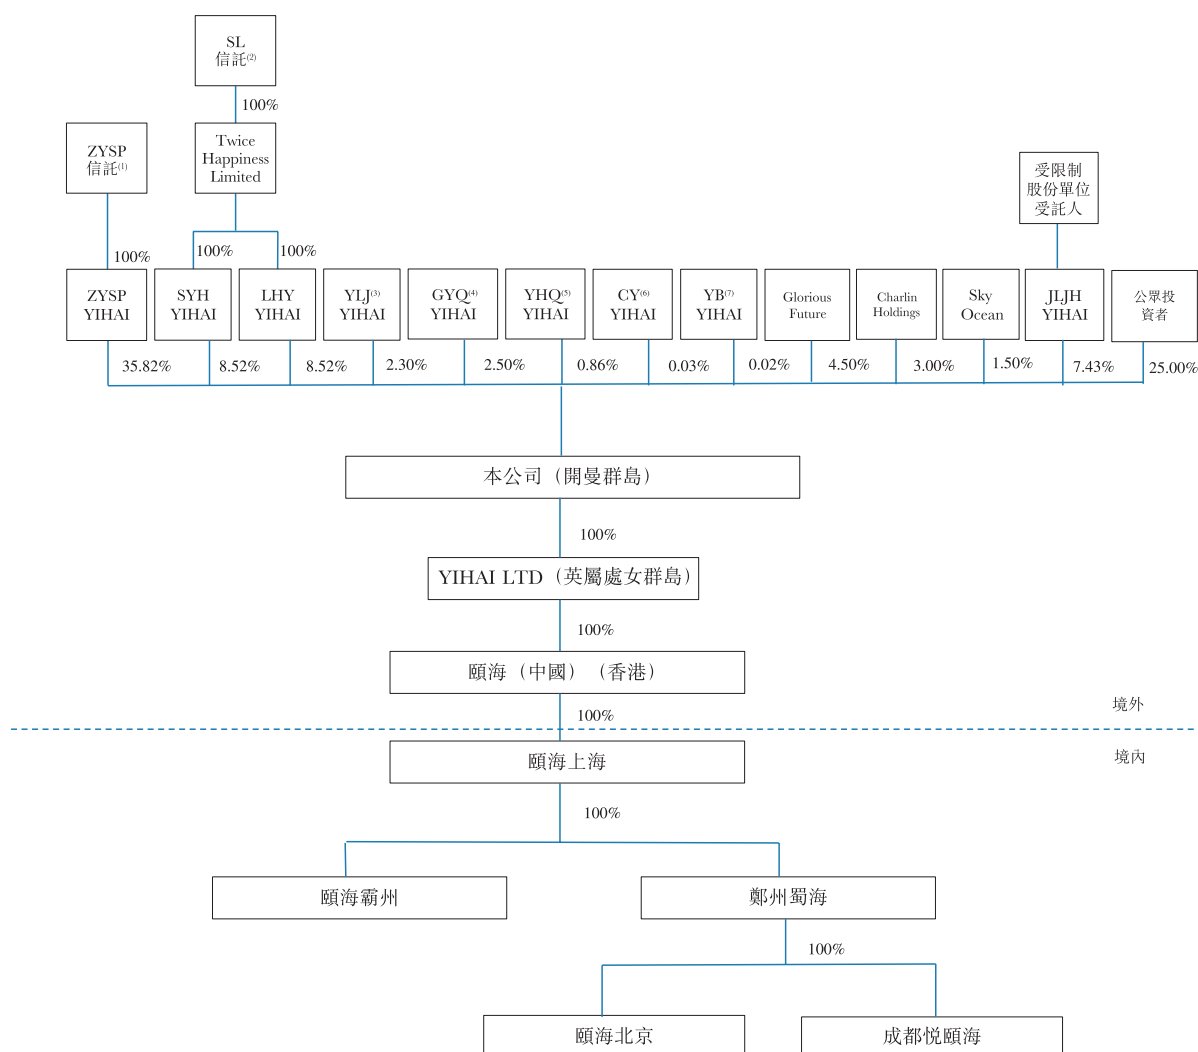 SL
信託(2)
100%
ZYSP
信託(1)
Twice
Happiness
Limited
受限制
股份單位
受託人
100%
100%
100%
ZYSP
YIHAI
SYH
YIHAI
LHY
YIHAI
YLJ(3)
YIHAI
GYQ(4)
YIHAI
YHQ(5)
YIHAI
CY(6)
YIHAI
YB(7)
YIHAI
Glorious
Future
Charlin
Holdings
Sky
Ocean
JLJH
YIHAI
公眾投
資者
35.82%
8.52%
8.52%
2.30%
2.50%
0.86%
0.03%
0.02%
4.50%
3.00%
1.50%
7.43%
25.00%
本公司（開曼群島）
100%
YIHAI LTD（英屬處女群島）
100%
頤海（中國）（香港）
境外
100%
頤海上海
境內
100%
頤海霸州
鄭州蜀海
100%
頤海北京
成都悅頤海